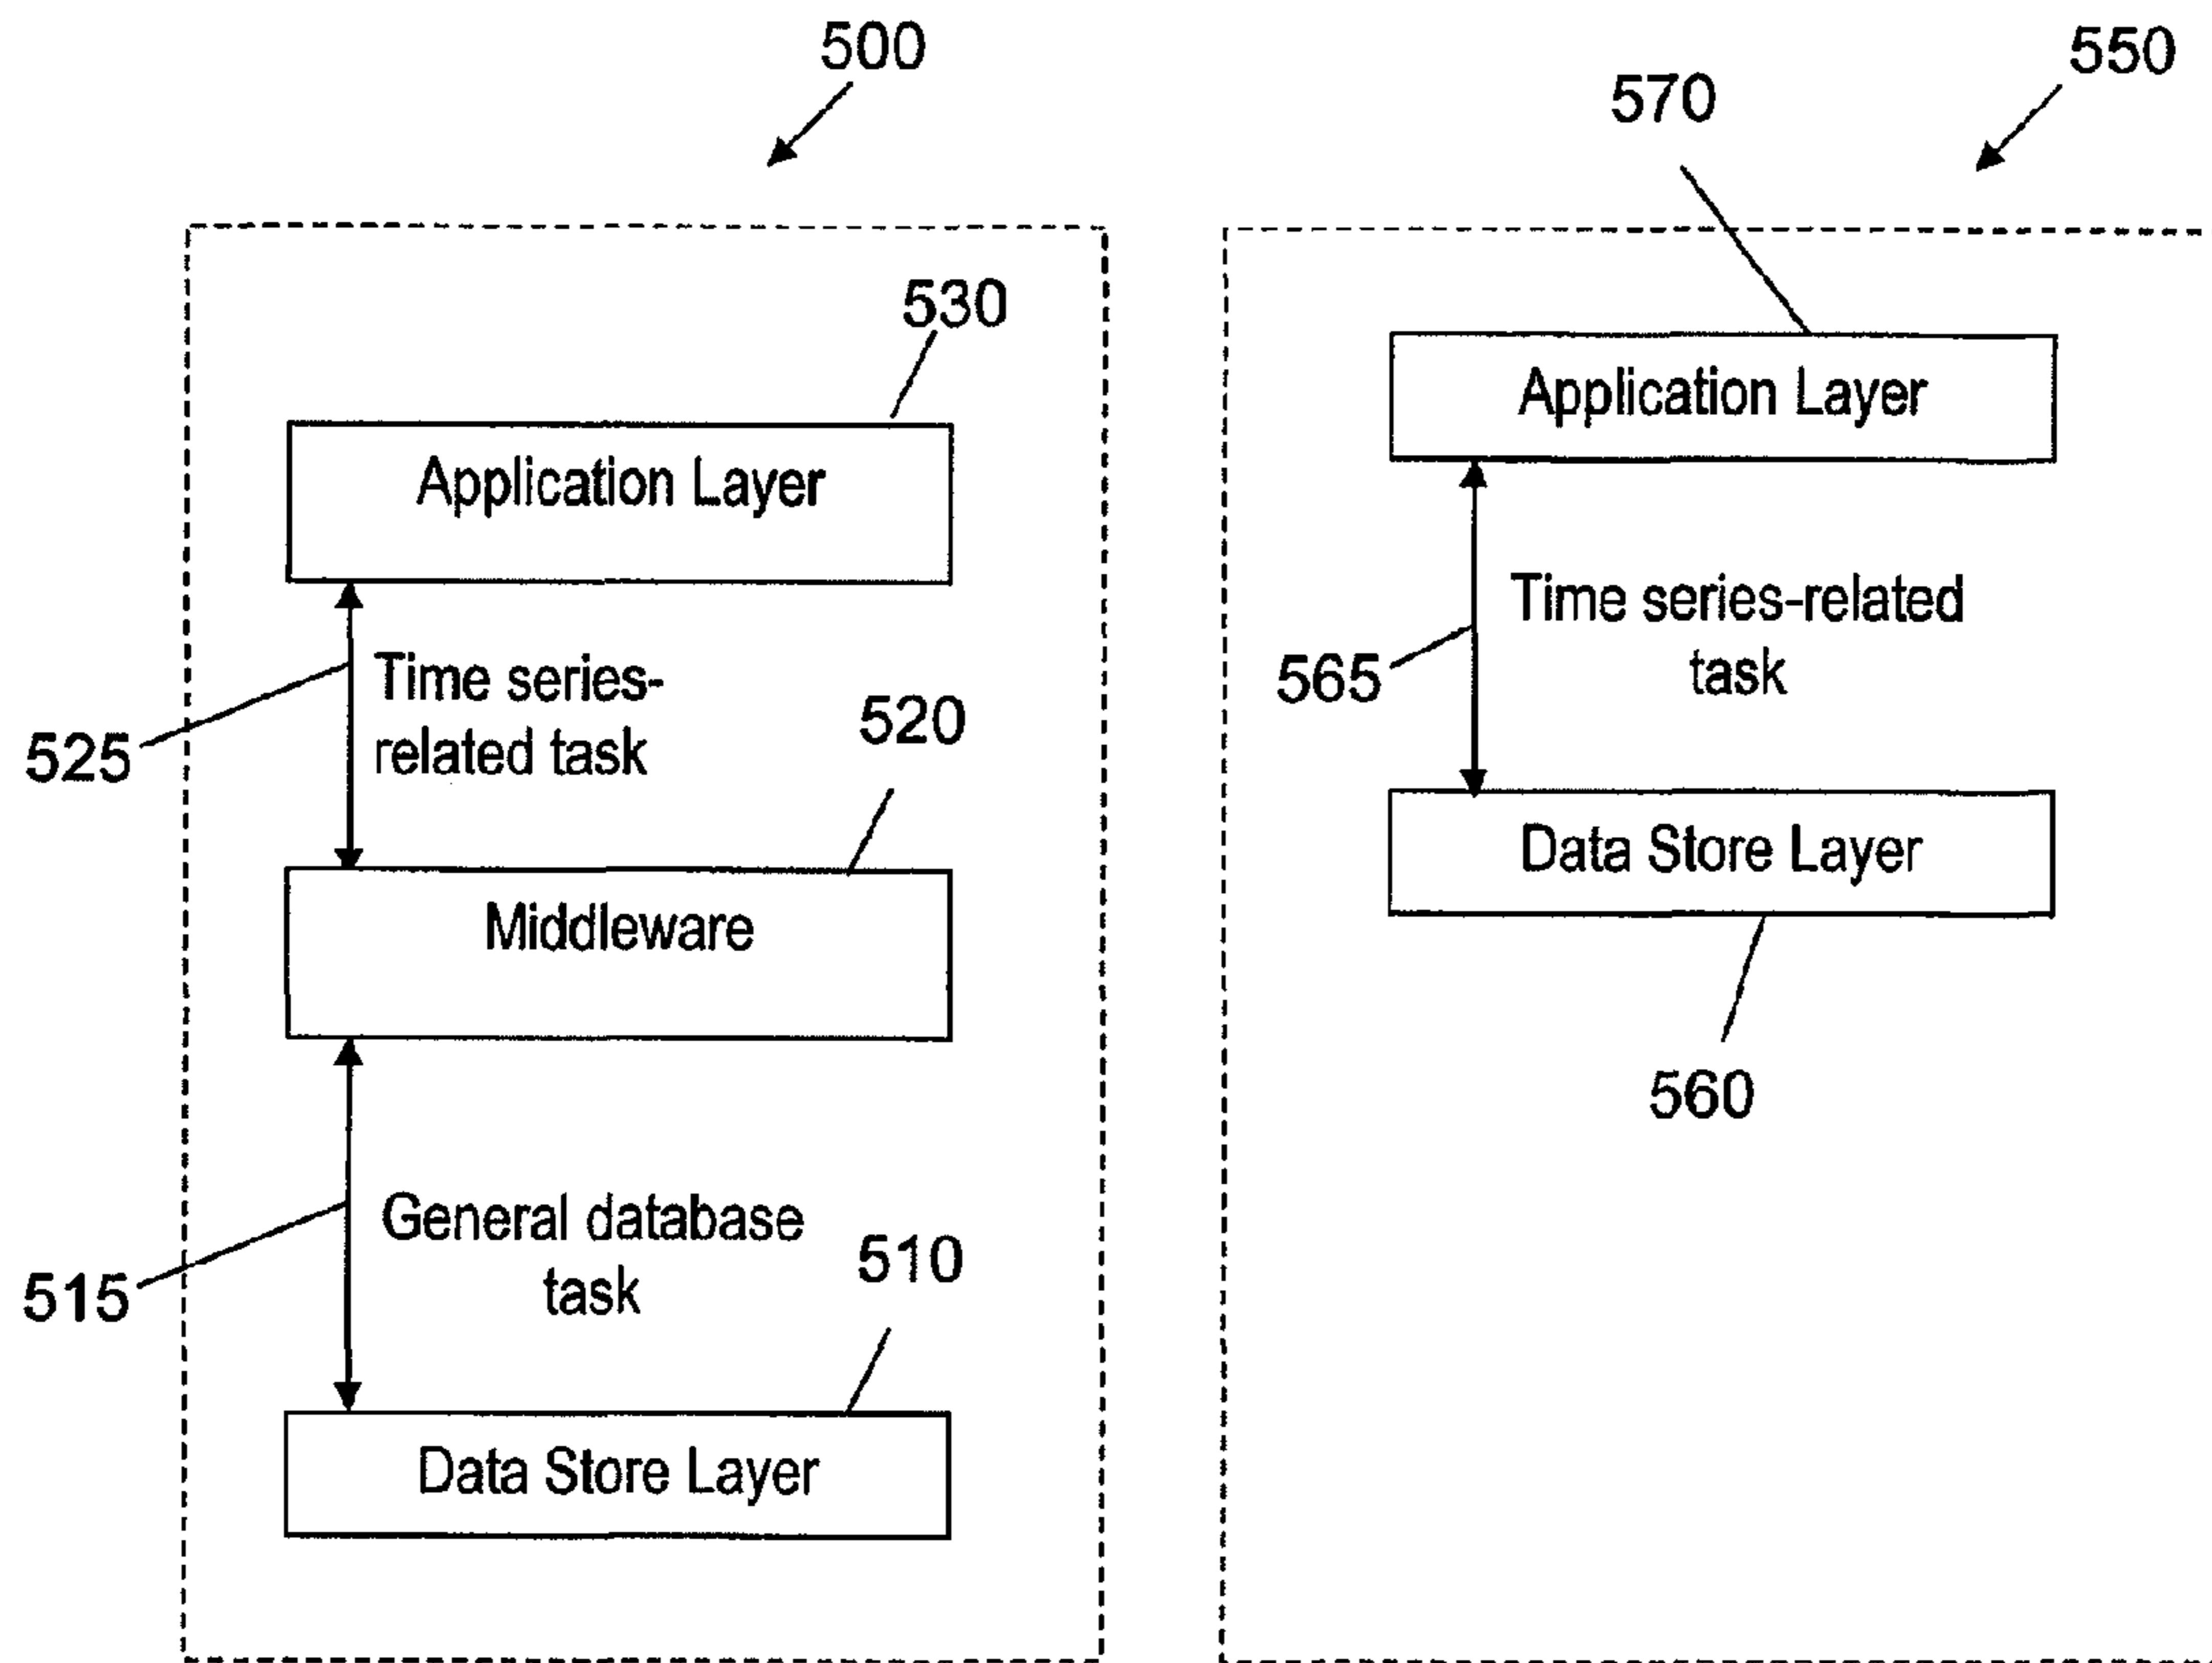 500
530
Application Layer
525
Time series-
related task
520
Middleware
515
General database
task
510
Data Store Layer
550
570
Application Layer
565
Time series-related
task
Data Store Layer
560